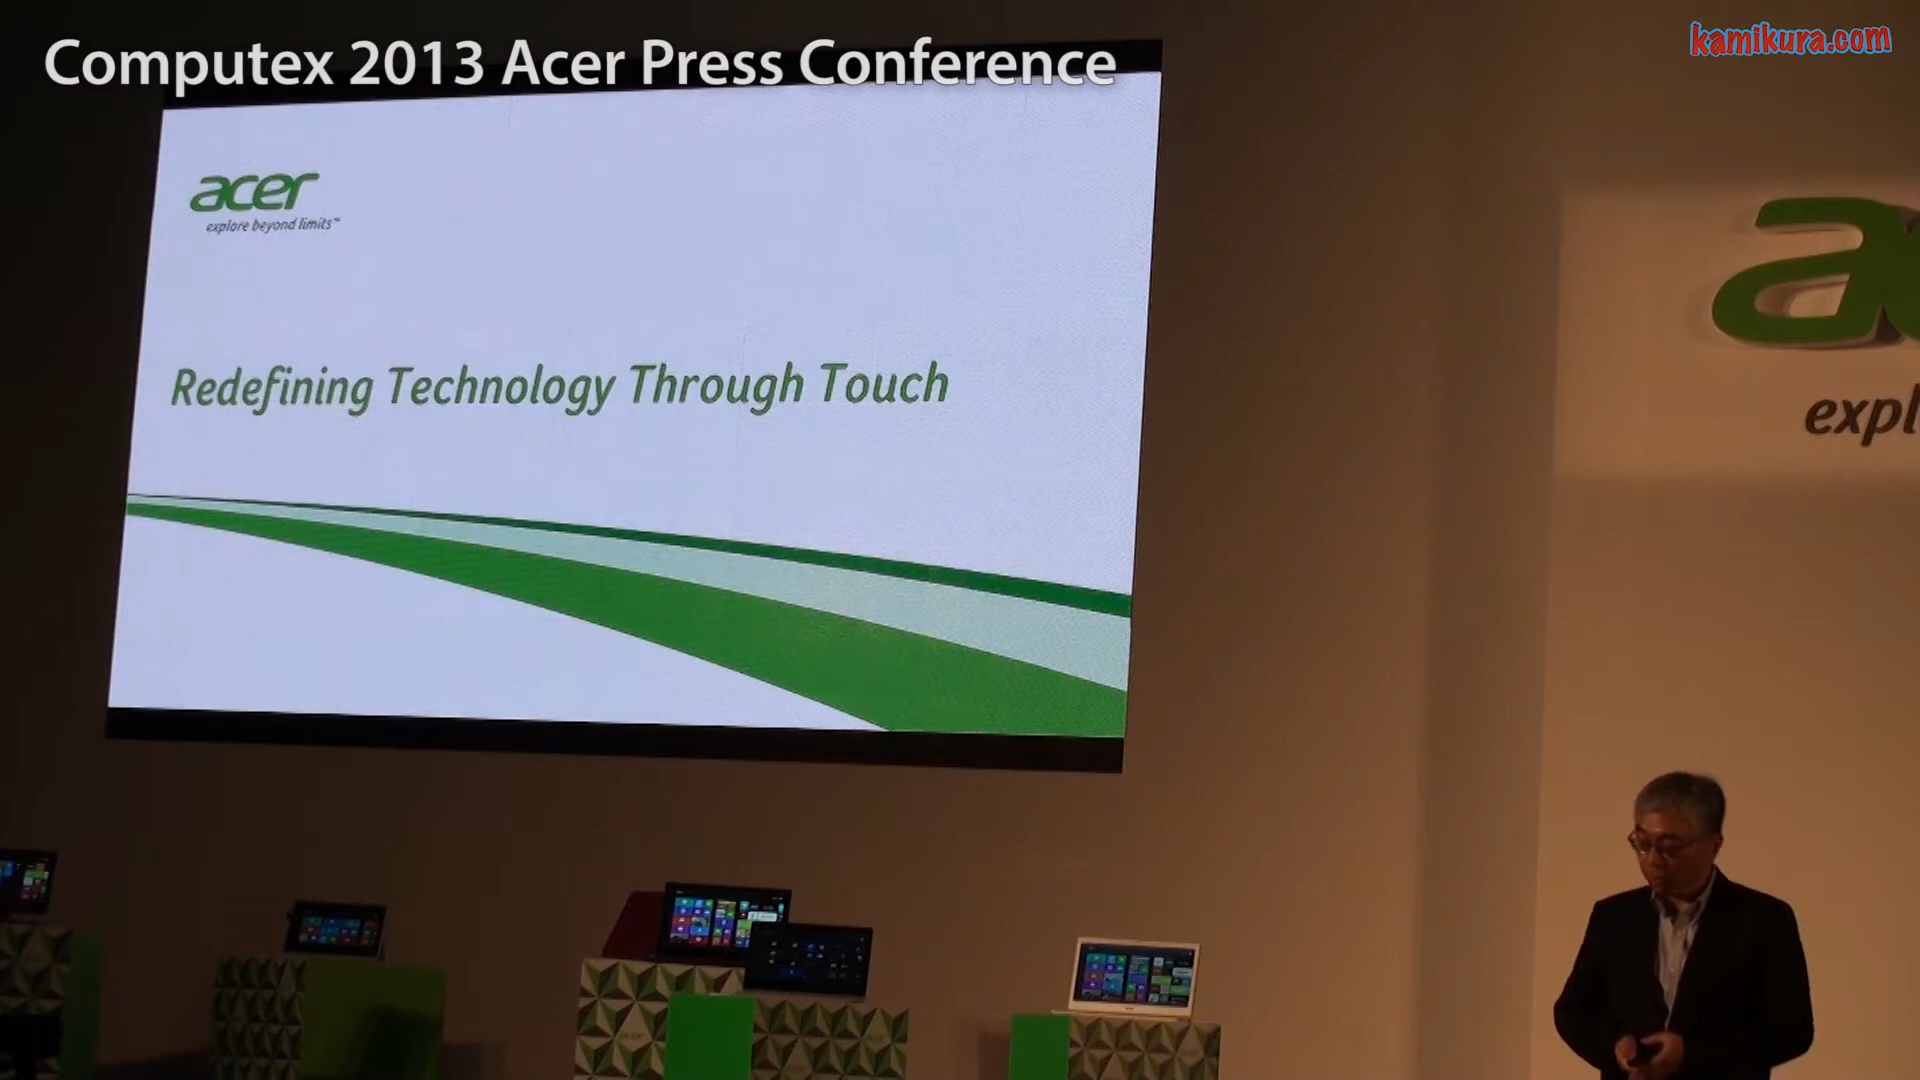 Computex 2013 Acer Press Conference
kamikura.com
acer
explore beyond limits™
Redefining Technology Through Touch
ac
expl